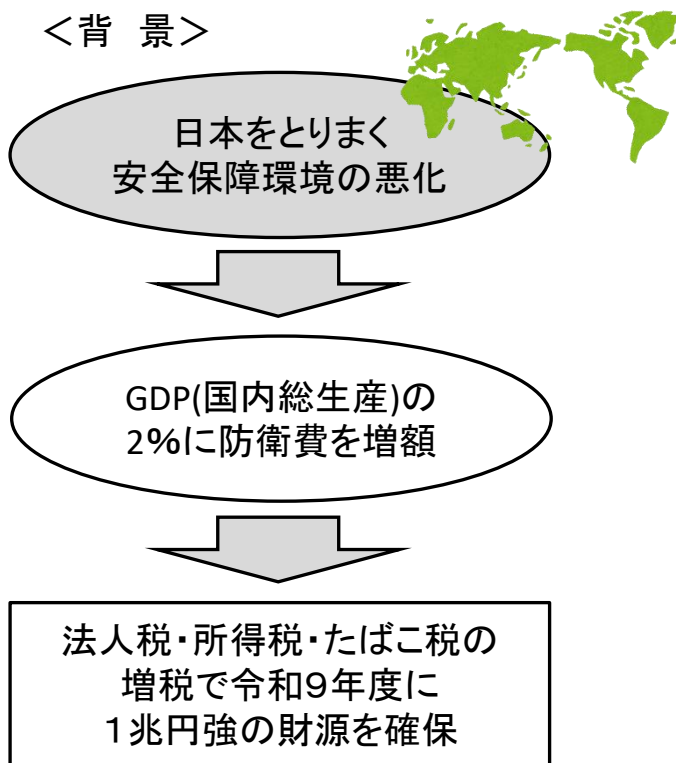 ＜背　景＞
日本をとりまく
安全保障環境の悪化
GDP(国内総生産)の
2%に防衛費を増額
法人税・所得税・たばこ税の
増税で令和９年度に
１兆円強の財源を確保